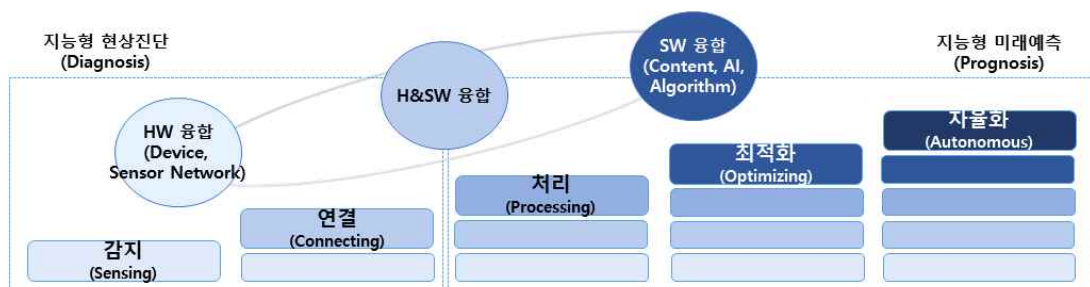 지능형 현상진단
(Diagnosis)
HW 융합
(Device,
Sensor Network)
H&SW 융합
SW 융합
(Content, AI,
Algorithm)
지능형 미래예측
(Prognosis)
감지
(Sensing)
연결
(Connecting)
처리
(Processing)
최적화
(Optimizing)
자율화
(Autonomous)